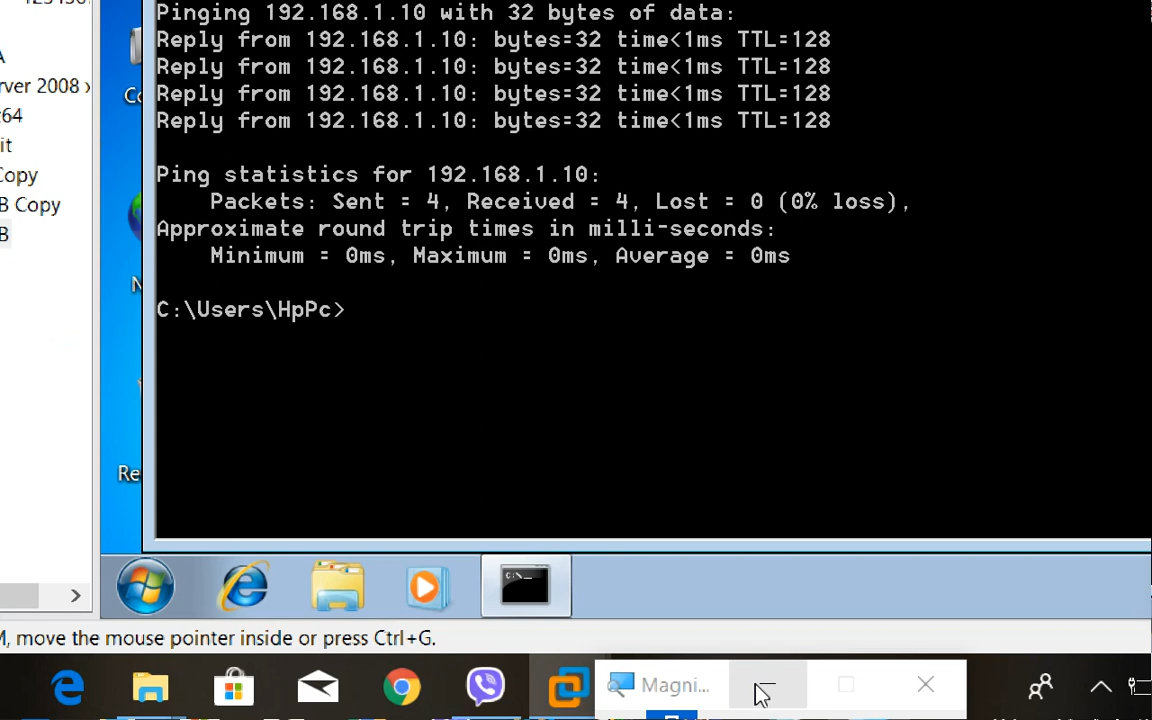 Pinging 192.168.1.10 with 32 bytes of data:
Reply from 192.168.1.10: bytes=32 time<1ms TTL=128
Reply from 192.168.1.10: bytes=32 time<1ms TTL=128
Reply from 192.168.1.10: bytes=32 time<1ms TTL=128
Reply from 192.168.1.10: bytes=32 time<1ms TTL=128
Ping statistics for 192.168.1.10:
Packets: Sent = 4, Received = 4, Lost = 0 (0% loss),
Approximate round trip times in milli-seconds:
Minimum = 0ms, Maximum = 0ms, Average = 0ms
C:\Users\HpPc>
A
rver 2008 x
64
it
Copy
B Copy
B
Co
N
Re
C:\_
M, move the mouse pointer inside or press Ctrl+G.
Magni...